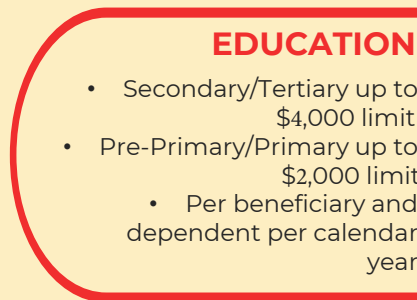 EDUCATION
• Secondary/Tertiary up to
$4,000 limit
• Pre-Primary/Primary up to
$2,000 limit
• Per beneficiary and
dependent per calendar
year